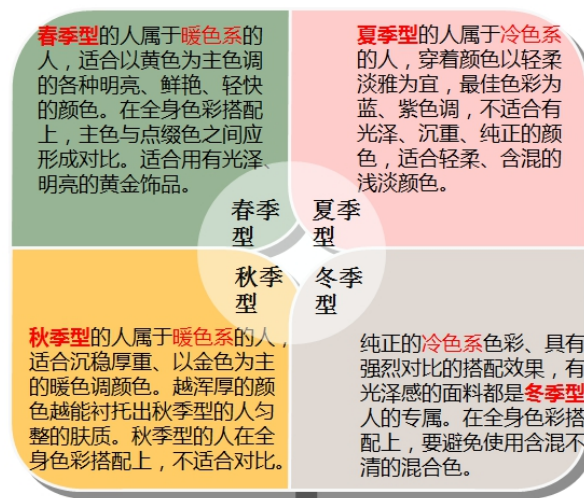 春季型的人属于暖色系的
人，适合以黄色为主色调
的各种明亮、鲜艳、轻快
的颜色。在全身色彩搭配
上，主色与点缀色之间应
形成对比。适合用有光泽、
明亮的黄金饰品。
夏季型的人属于冷色系
的人，穿着颜色以轻柔
淡雅为宜，最佳色彩为
蓝、紫色调，不适合有
光泽、沉重、纯正的颜
色，适合轻柔、含混的
浅淡颜色。
春季
型
夏季
型
秋季
型
冬季
型
秋季型的人属于暖色系的人，
适合沉稳厚重、以金色为主
的暖色调颜色。越浑厚的颜
色越能衬托出秋季型的人匀
整的肤质。秋季型的人在全
身色彩搭配上，不适合对比。
纯正的冷色系色彩、具有
强烈对比的搭配效果，有
光泽感的面料都是冬季型
人的专属。在全身色彩搭
配上，要避免使用含混不
清的混合色。